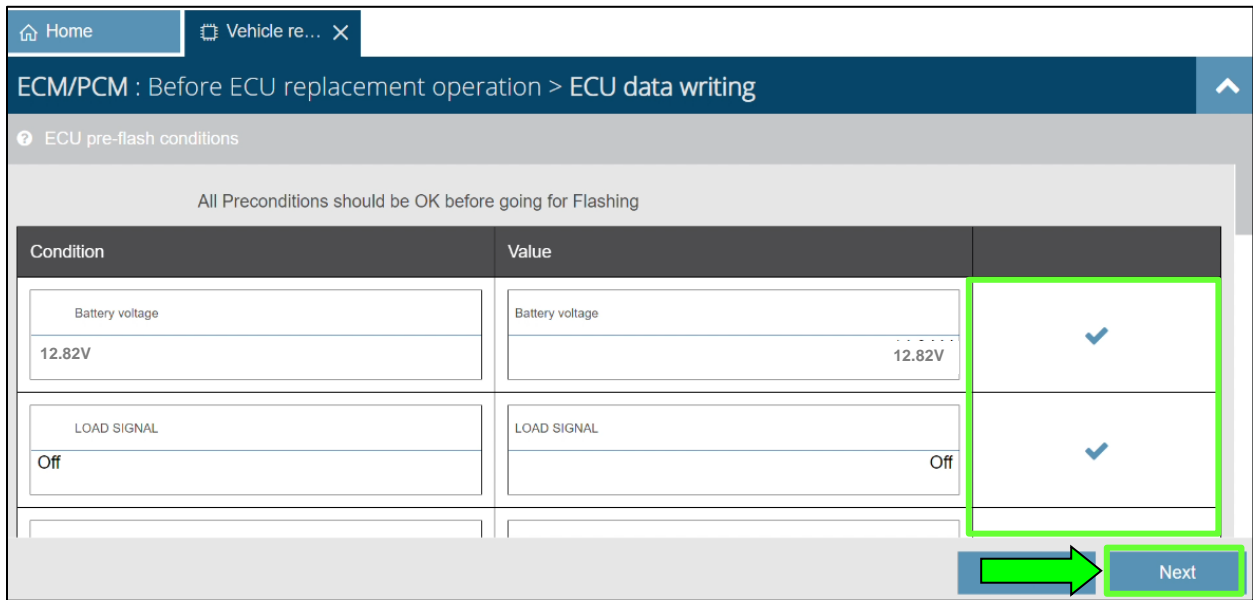 Home
Vehicle re...
ECM/PCM : Before ECU replacement operation > ECU data writing
ECU pre-flash conditions
All Preconditions should be OK before going for Flashing
Condition Value
Battery voltage Battery voltage
12.82V 12.82V
LOAD SIGNAL LOAD SIGNAL
Off Off
Next